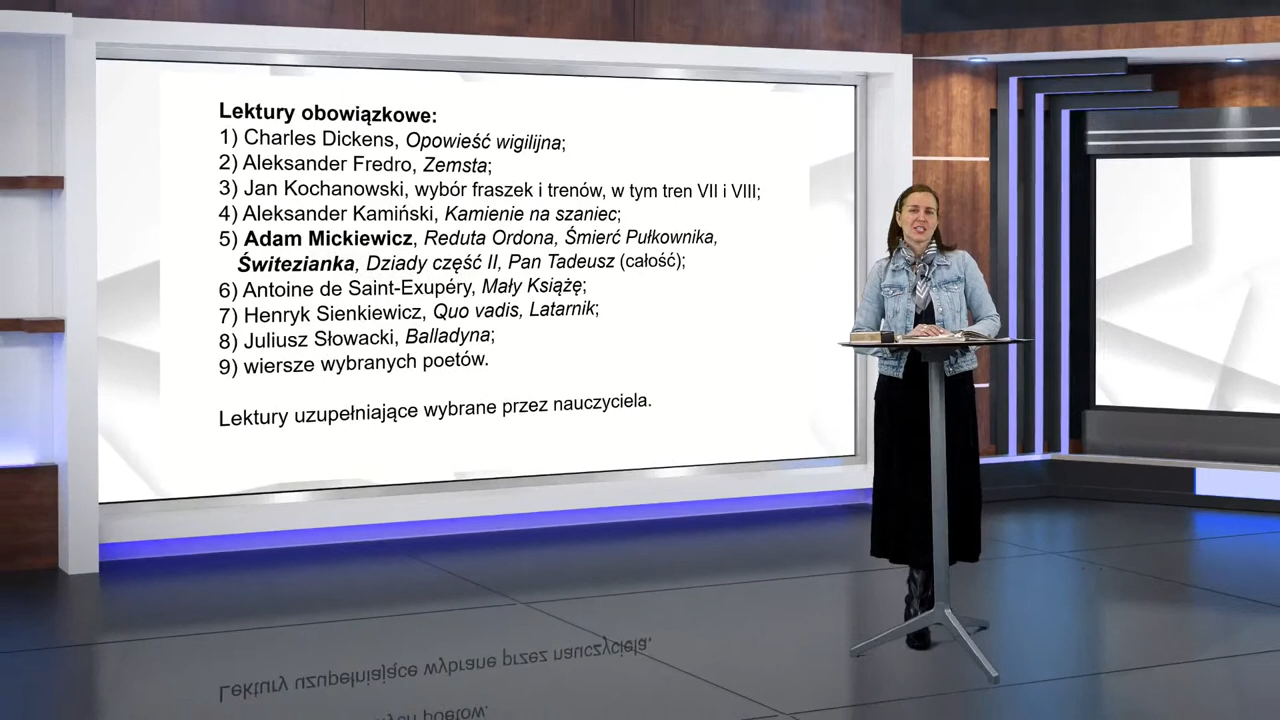 Lektury obowiązkowe:
1) Charles Dickens, Opowieść wigilijna;
2) Aleksander Fredro, Zemsta;
3) Jan Kochanowski, wybór fraszek i trenów, w tym tren VII i VIII;
4) Aleksander Kamiński, Kamienie na szaniec;
5) Adam Mickiewicz, Reduta Ordona, Śmierć Pułkownika,
Świtezianka, Dziady część II, Pan Tadeusz (całość);
6) Antoine de Saint-Exupéry, Mały Książę;
7) Henryk Sienkiewicz, Quo vadis, Latarnik;
8) Juliusz Słowacki, Balladyna;
9) wiersze wybranych poetów.
Lektury uzupełniające wybrane przez nauczyciela.